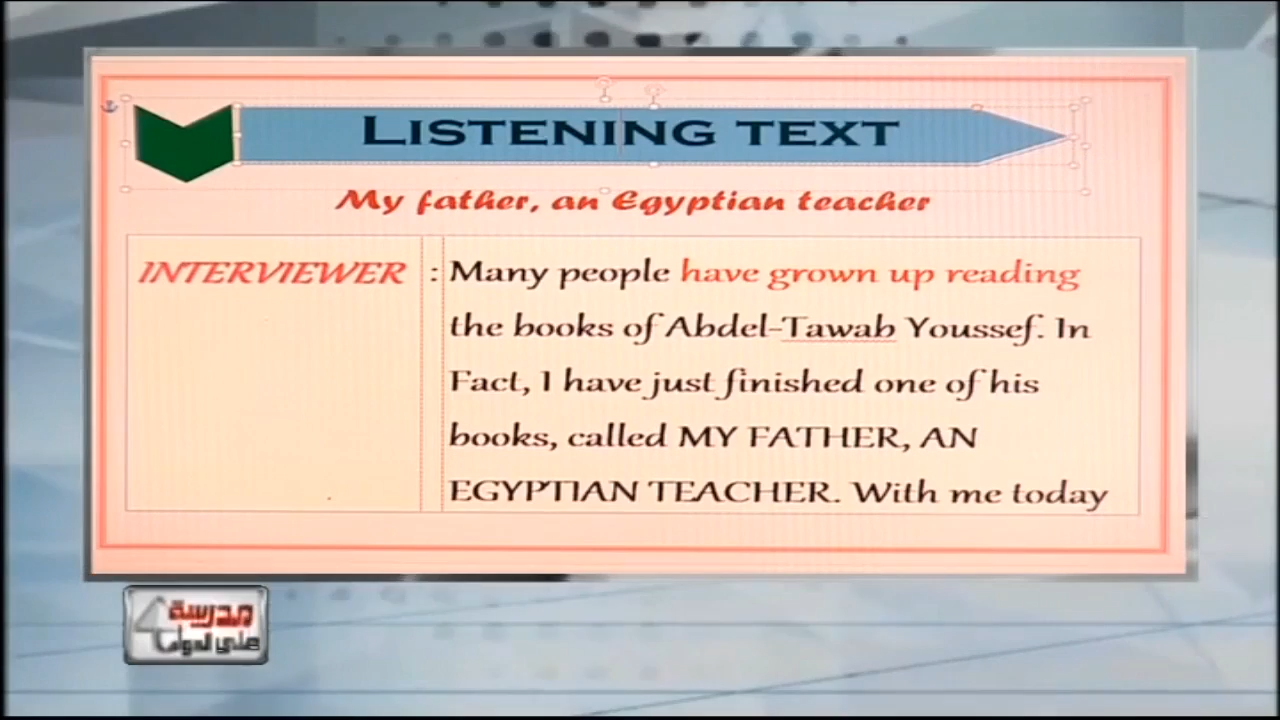 LISTENING TEXT
My father, an Egyptian teacher
INTERVIEWER : Many people have grown up reading
the books of Abdel-Tawab Youssef. In
Fact, I have just finished one of his
books, called MY FATHER, AN
EGYPTIAN TEACHER. With me today
مدرسة
على الهواء